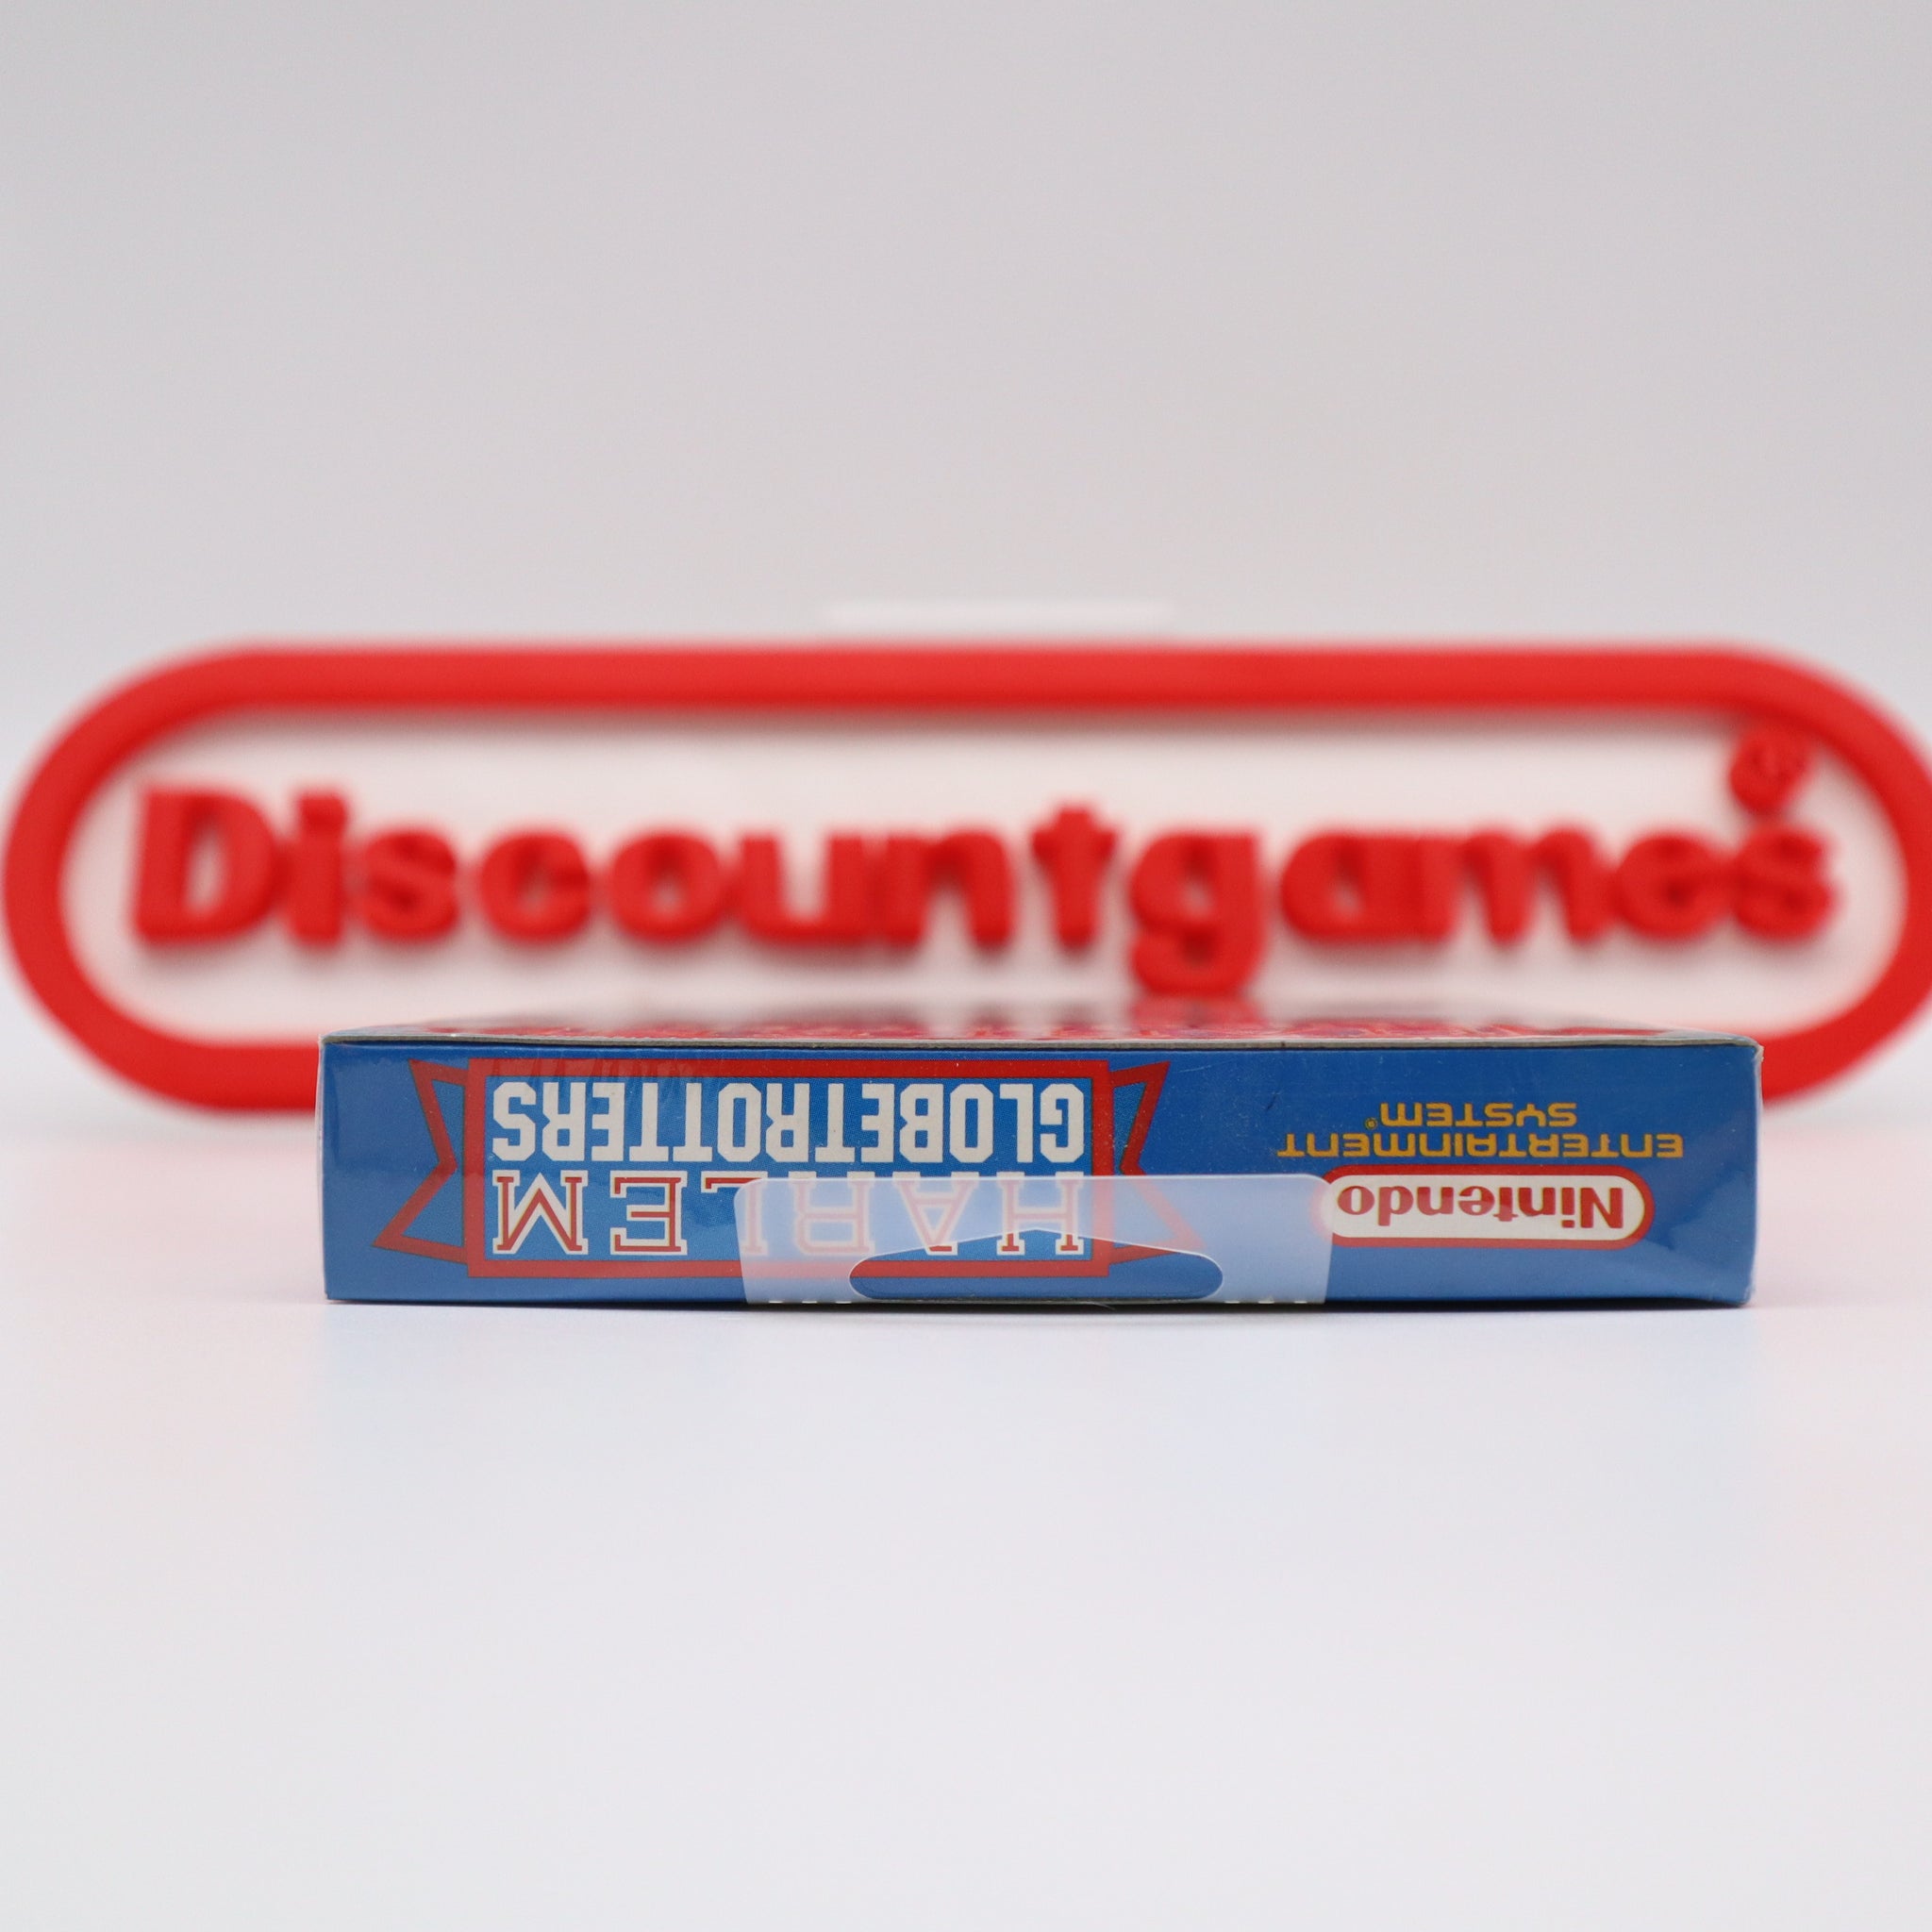 Discountgames
Nintendo
ENTERTAINMENT
SYSTEM®
HARLEM
GLOBETROTTERS